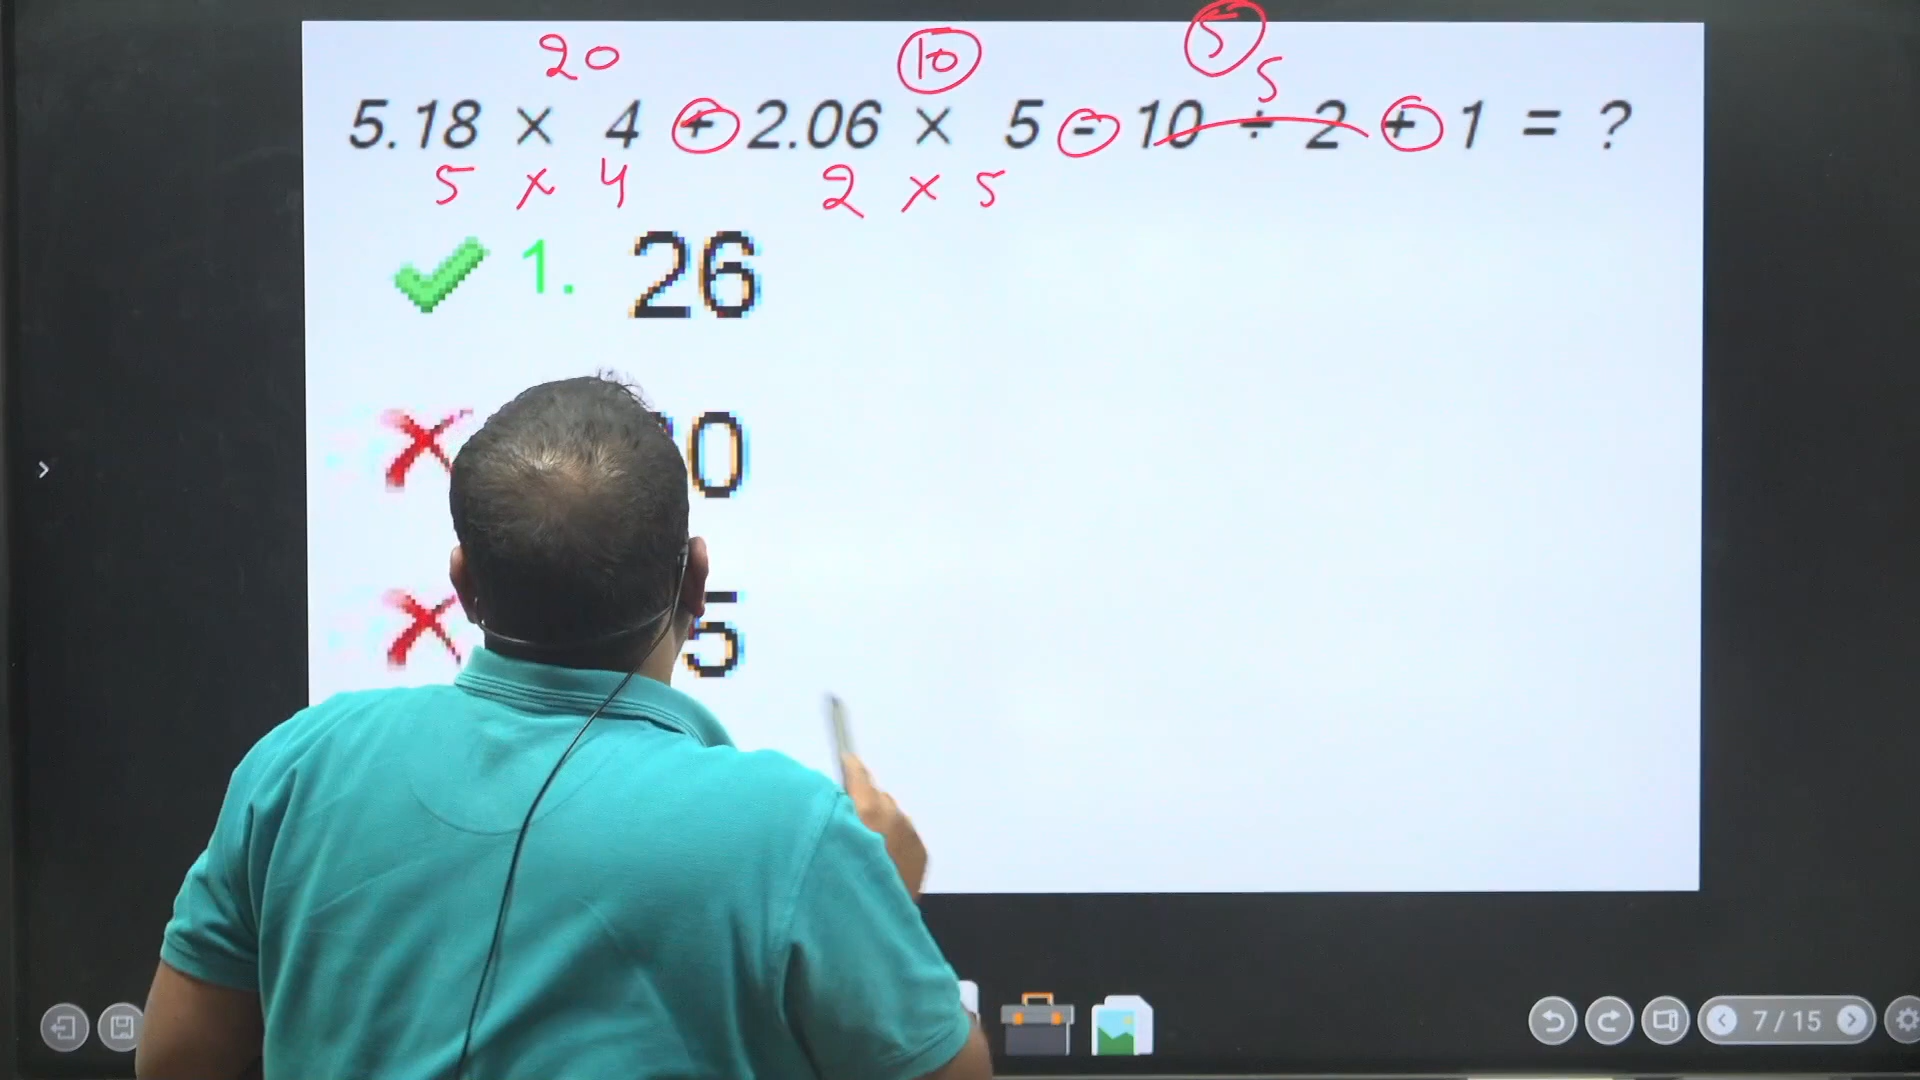 20 10 5
5
5.18 × 4 + 2.06 × 5 - 10 ÷ 2 + 1 = ?
5 × 4 2 × 5
1. 26
0
5
7/15